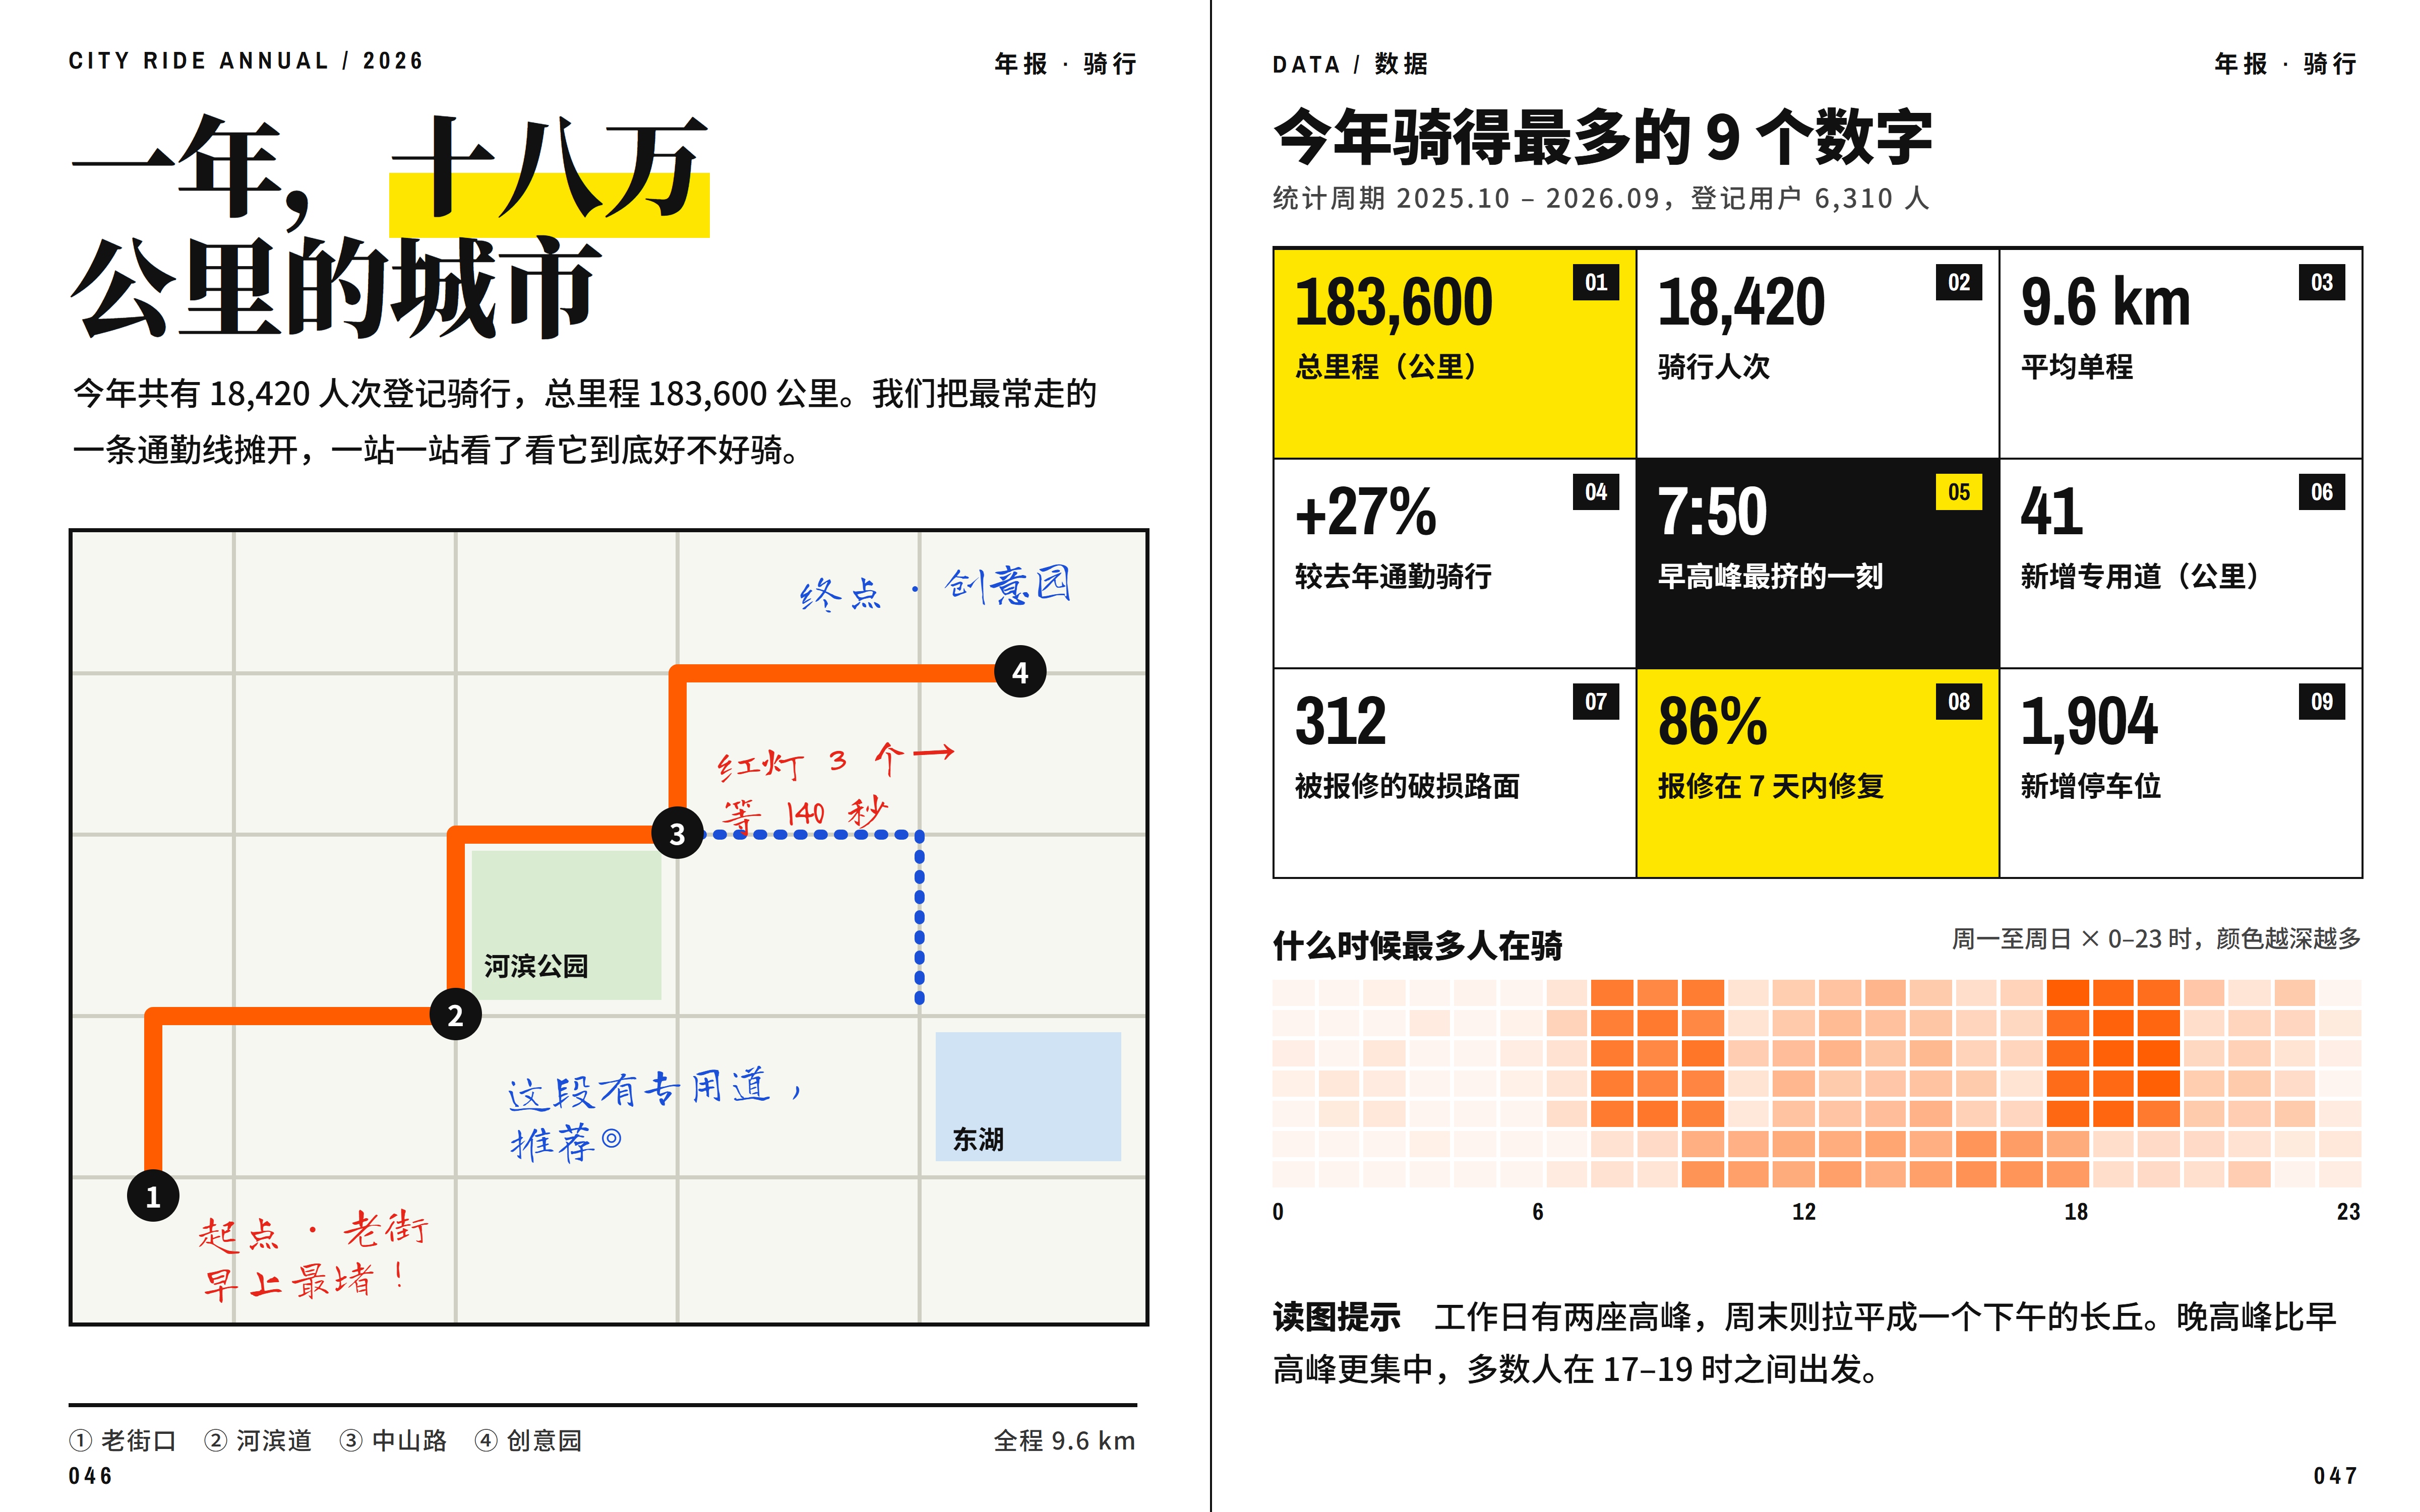 CITY RIDE ANNUAL / 2026
年报 · 骑行
一年，十八万
公里的城市
今年共有 18,420 人次登记骑行，总里程 183,600 公里。我们把最常走的
一条通勤线摊开，一站一站看了看它到底好不好骑。
终点 · 创意园
4
红灯 3 个→
等 140 秒
3
河滨公园
2
这段有专用道，
推荐◎
东湖
1
起点 · 老街
早上最堵！
① 老街口 ② 河滨道 ③ 中山路 ④ 创意园
全程 9.6 km
046
DATA / 数据
年报 · 骑行
今年骑得最多的 9 个数字
统计周期 2025.10 – 2026.09，登记用户 6,310 人
183,600
01
总里程（公里）
18,420
02
骑行人次
9.6 km
03
平均单程
+27%
04
较去年通勤骑行
7:50
05
早高峰最挤的一刻
41
06
新增专用道（公里）
312
07
被报修的破损路面
86%
08
报修在 7 天内修复
1,904
09
新增停车位
什么时候最多人在骑
周一至周日 × 0–23 时，颜色越深越多
0 6 12 18 23
读图提示 工作日有两座高峰，周末则拉平成一个下午的长丘。晚高峰比早
高峰更集中，多数人在 17–19 时之间出发。
047